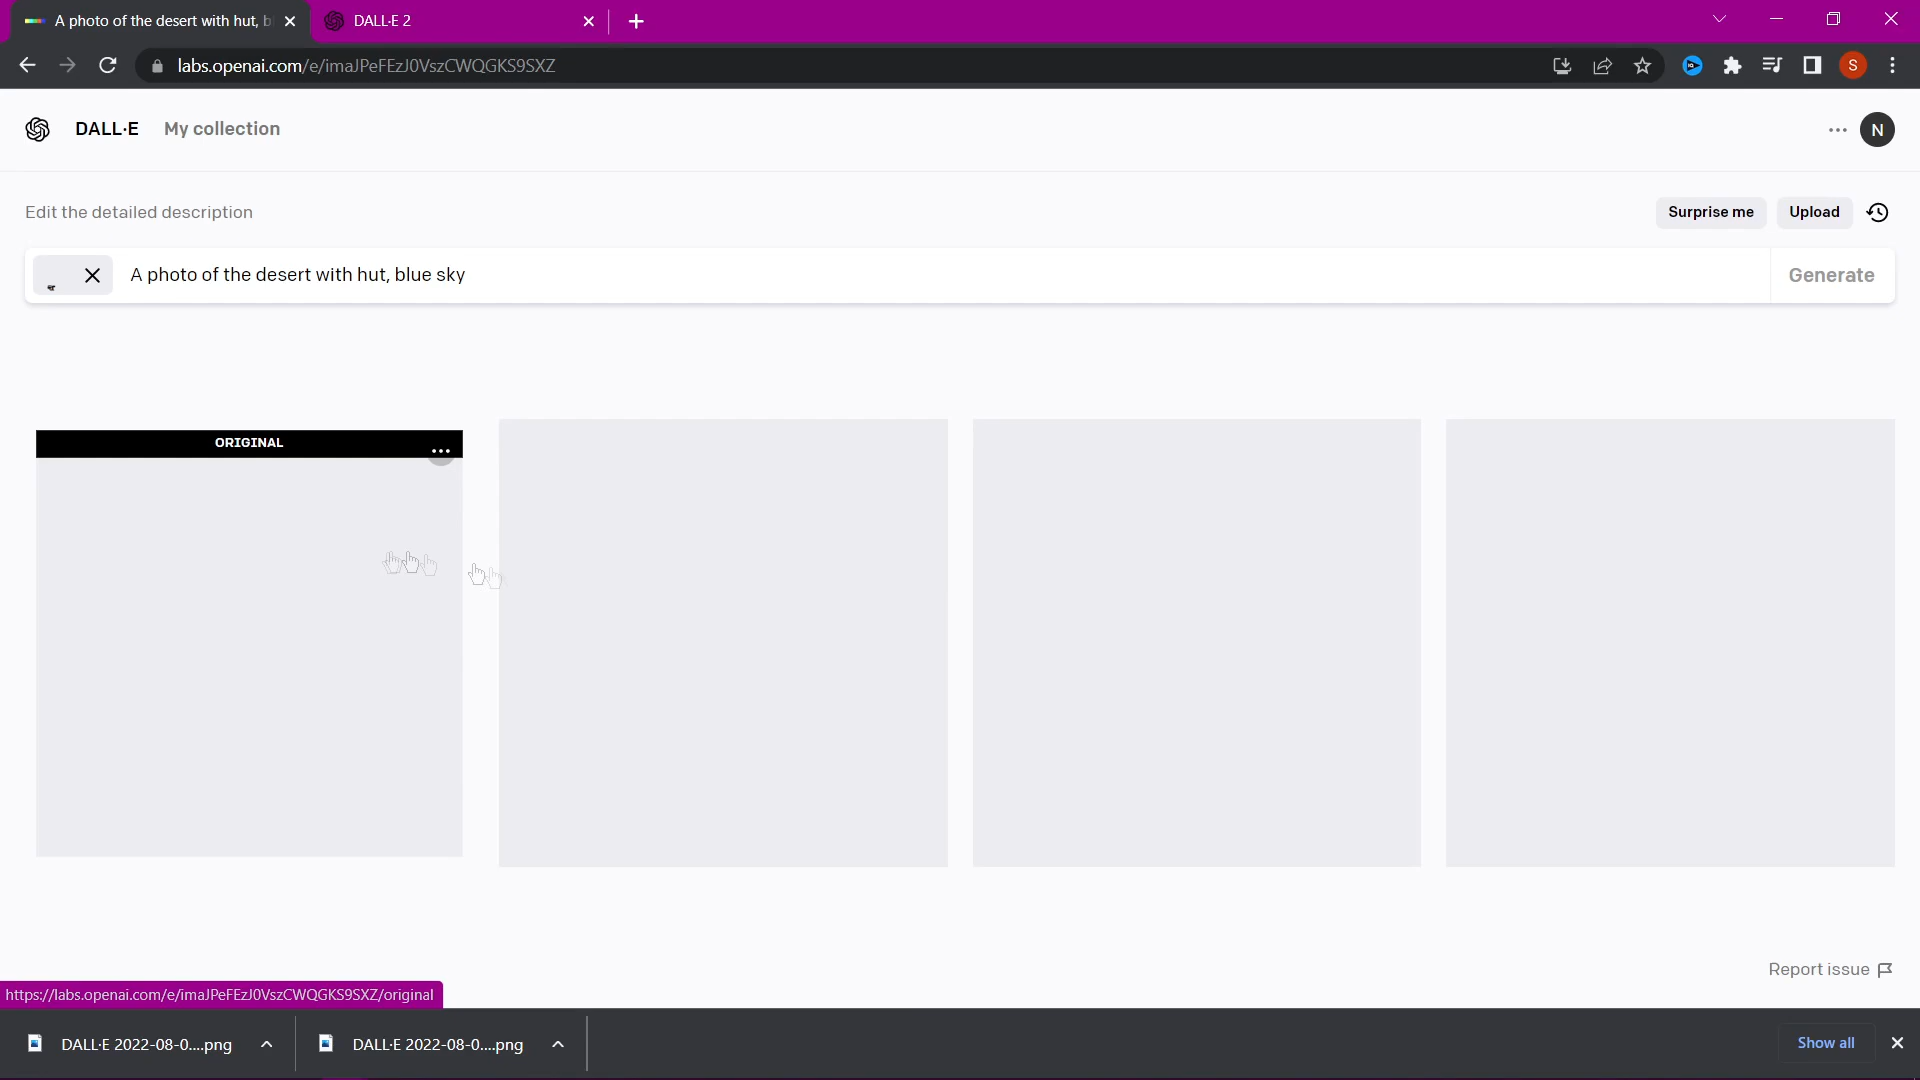 A photo of the desert with hut, b
DALL·E 2
labs.openai.com/e/imaJPeFEzJ0VszCWQGKS9SXZ
S
DALL·E
My collection
N
Edit the detailed description
Surprise me
Upload
A photo of the desert with hut, blue sky
Generate
ORIGINAL
Report issue
https://labs.openai.com/e/imaJPeFEzJ0VszCWQGKS9SXZ/original
DALL·E 2022-08-0....png
DALL·E 2022-08-0....png
Show all